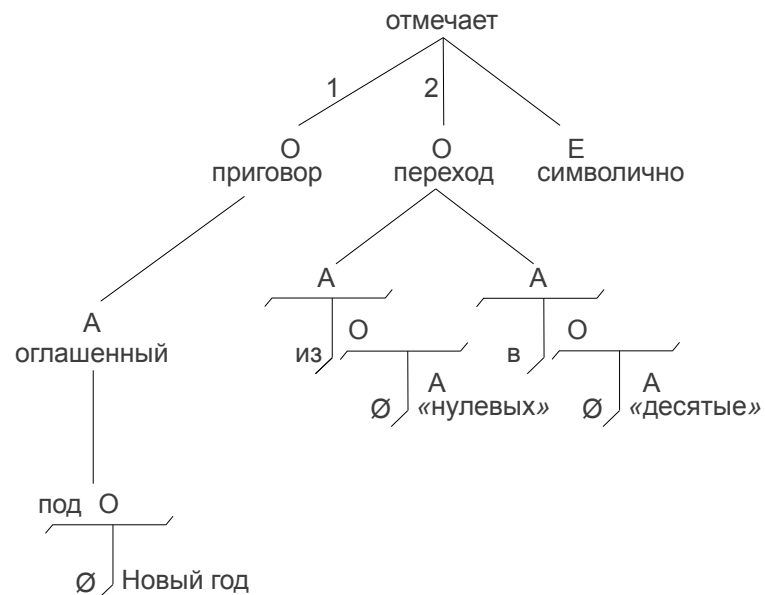 отмечает
1 2
О О Е
приговор переход символично
А А
А О О
оглашенный из в
А А
Ø «нулевых» Ø «десятые»
под О
Ø Новый год